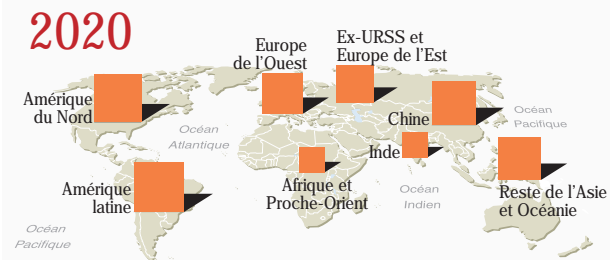 2020
Ex-URSS et
Europe de l'Est
Europe
de l'Ouest
Amérique
du Nord
Océan
Atlantique
Chine
Océan
Pacifique
Inde
Amérique
latine
Afrique et
Proche-Orient
Océan
Indien
Reste de l'Asie
et Océanie
Océan
Pacifique